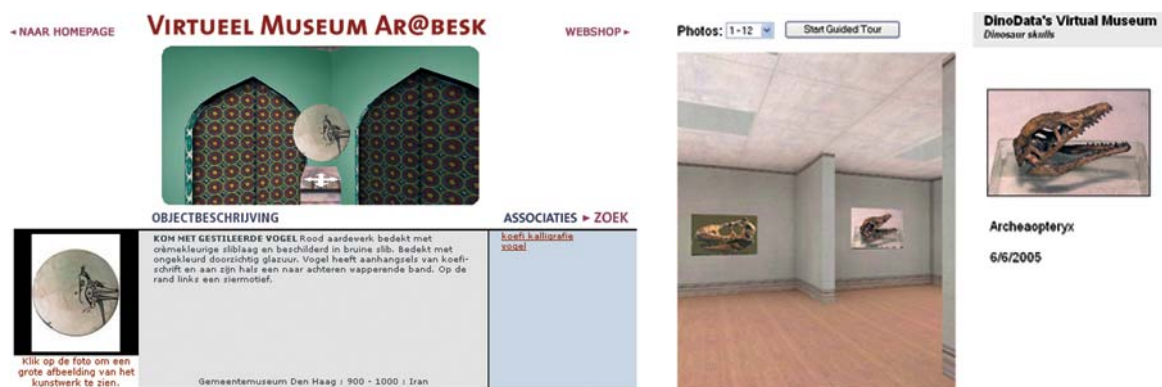 ◂NAAR HOMEPAGE
VIRTUEEL MUSEUM AR@BESK
WEBSHOP▸
OBJECTBESCHRIJVING
ASSOCIATIES ▸ ZOEK
KOM MET GESTILEERDE VOGEL Rood aardewerk bedekt met
crèmekleurige sliblaag en beschilderd in bruine slib. Bedekt met
ongekleurd doorzichtig glazuur. Vogel heeft aanhangsels van koefi-
schrift en aan zijn hals een naar achteren wapperende band. Op de
rand links een siermotief.
koefi kalligrafie
vogel
Klik op de foto om een
grote afbeelding van het
kunstwerk te zien.
Gemeentemuseum Den Haag : 900 - 1000 : Iran
Photos: 1-12 Start Guided Tour
DinoData's Virtual Museum
Dinosaur skulls
Archeaopteryx
6/6/2005